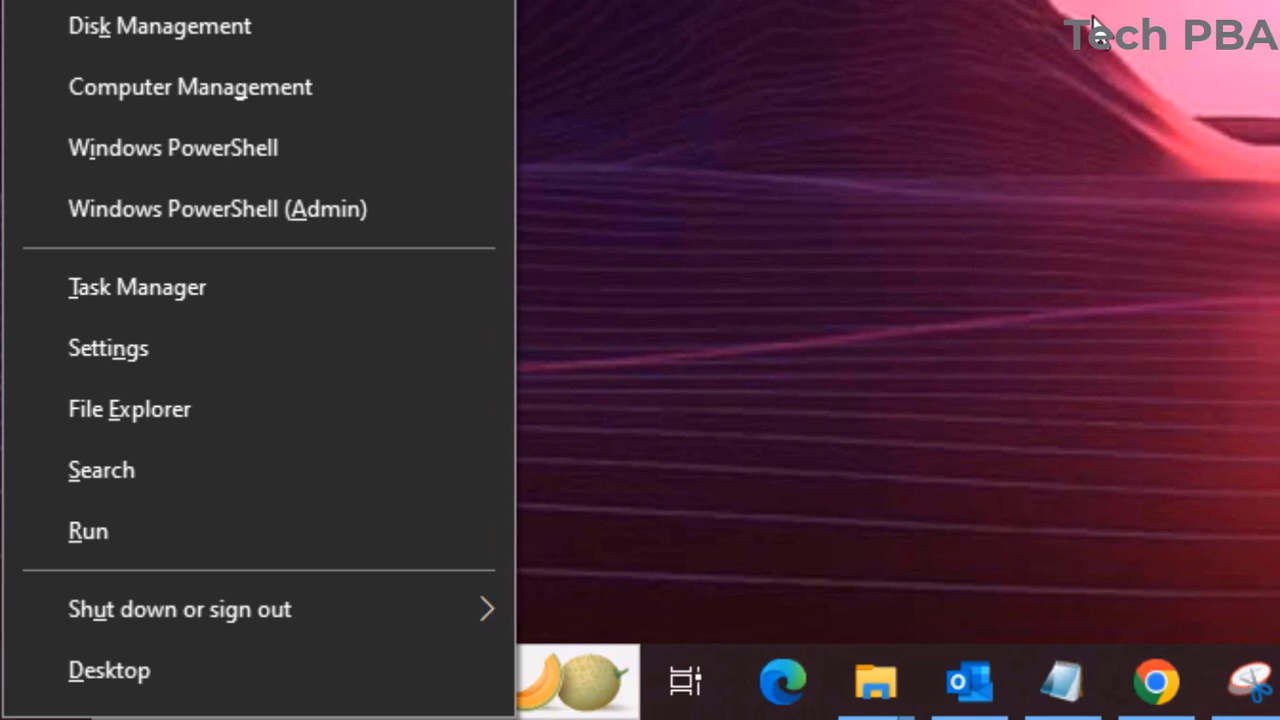 Tech PBA
Disk Management
Computer Management
Windows PowerShell
Windows PowerShell (Admin)
Task Manager
Settings
File Explorer
Search
Run
Shut down or sign out
Desktop